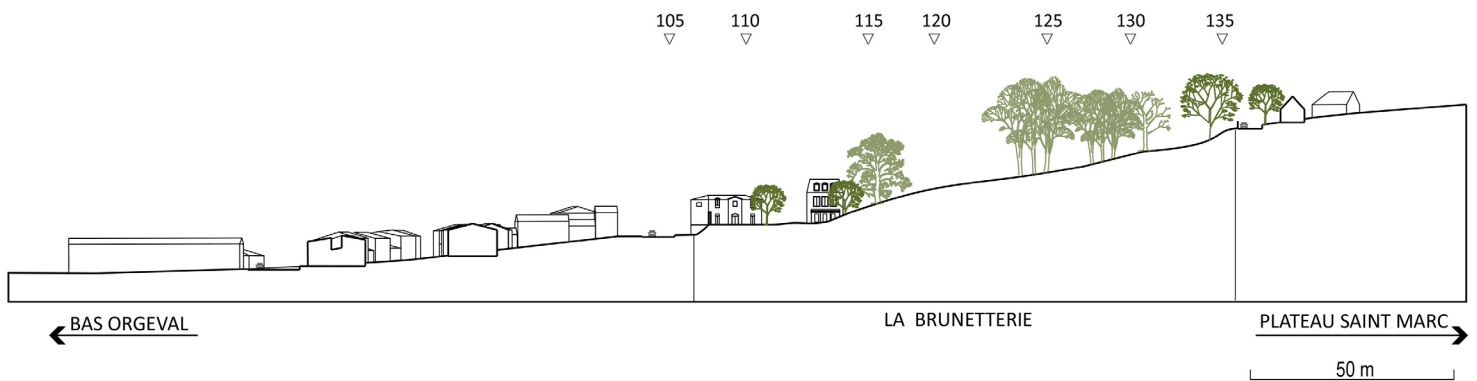 105 110 115 120 125 130 135
BAS ORGEVAL
LA BRUNETTERIE
PLATEAU SAINT MARC
50 m